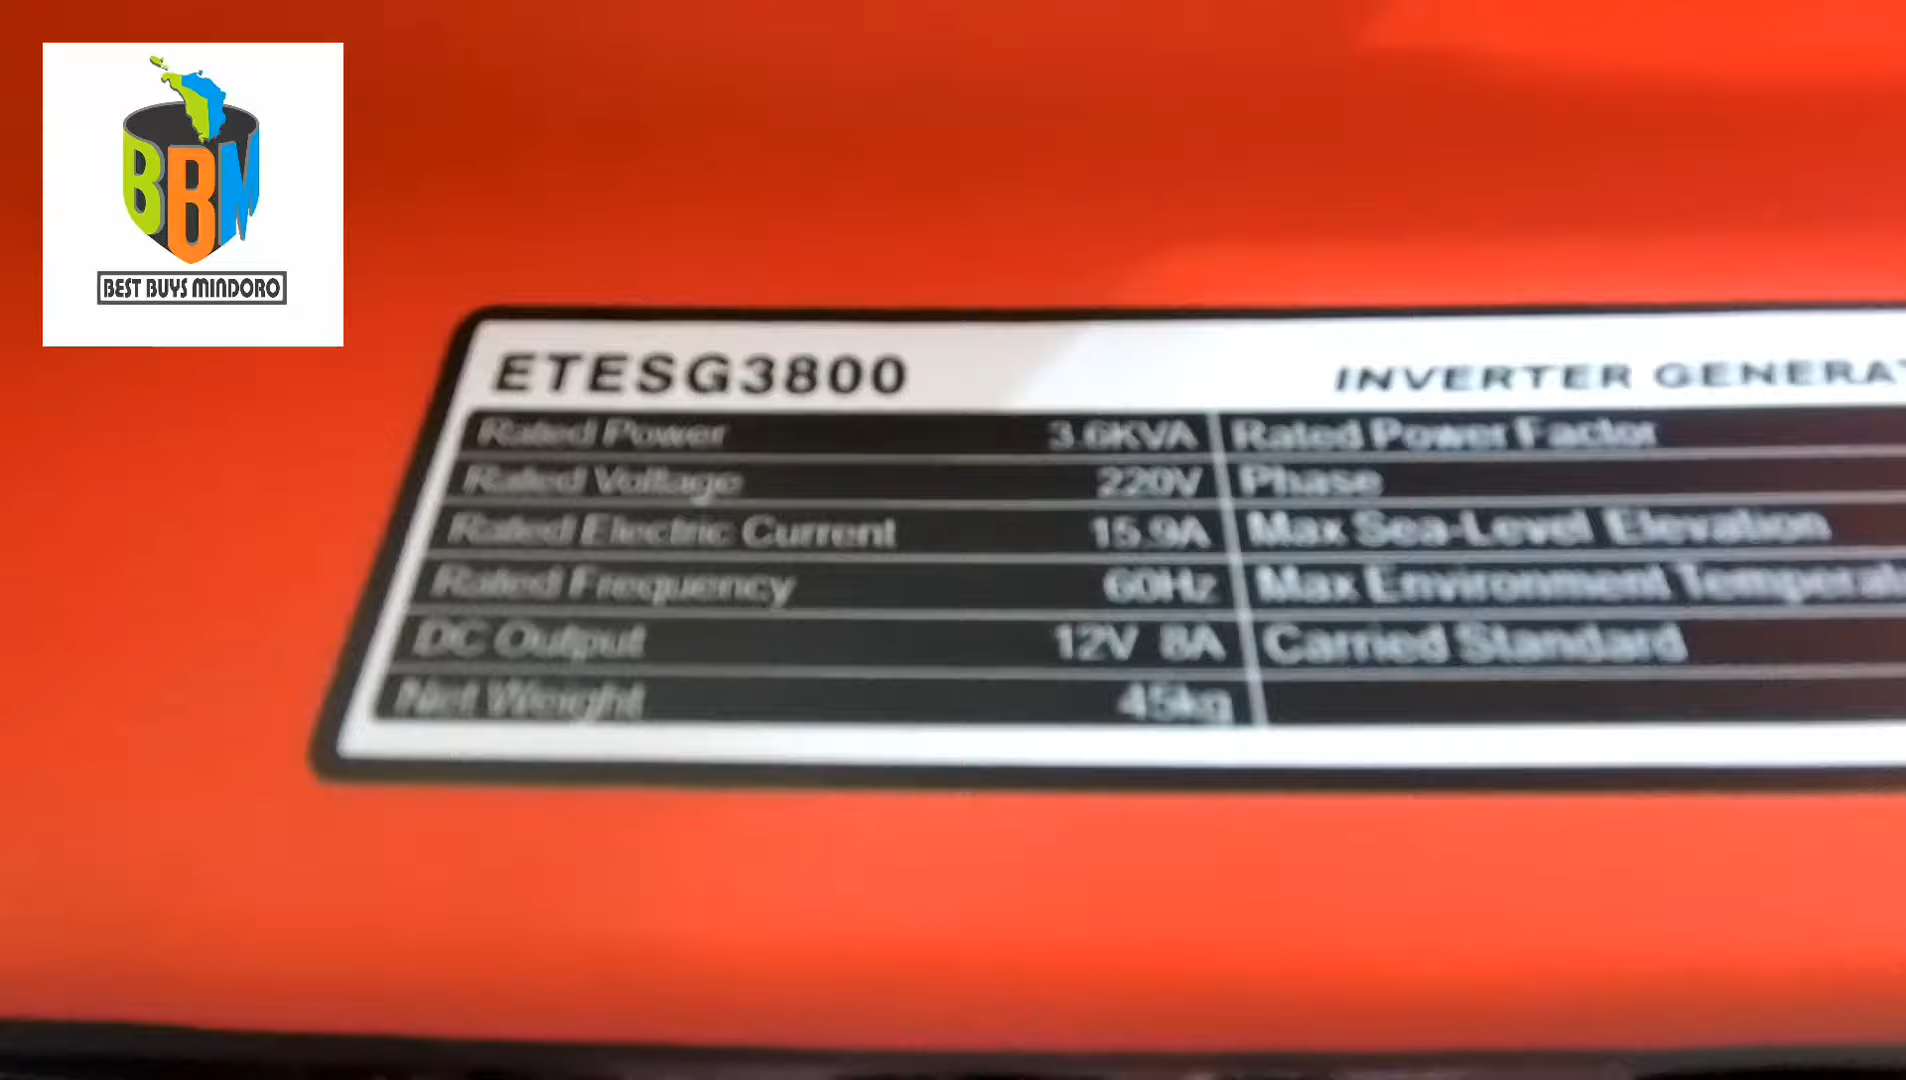 BBM
BEST BUYS MINDORO
ETESG3800 INVERTER GENERA
Rated Power 3.6KVA Rated Power Factor
Rated Voltage 220V Phase
Rated Electric Current 15.9A Max Sea-Level Elevation
Rated Frequency 60Hz Max Environment Temperat
DC Output 12V 8A Carried Standard
Net Weight 45kg